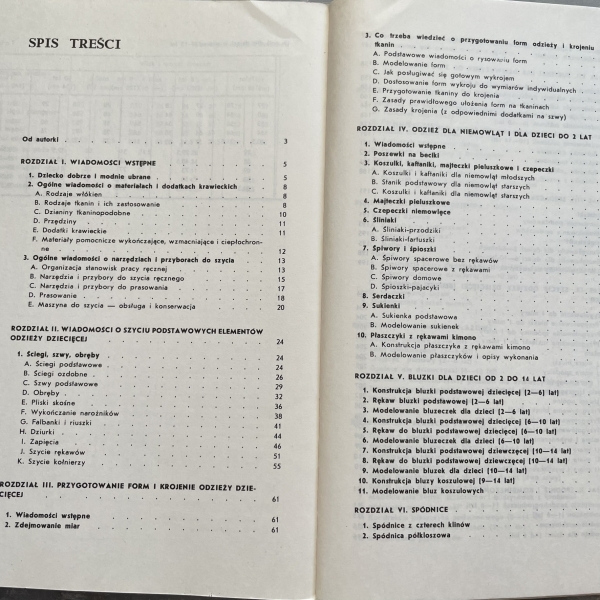 SPIS TREŚCI
Od autorki 3
ROZDZIAŁ I. WIADOMOŚCI WSTĘPNE 5
1. Dziecko dobrze i modnie ubrane 5
2. Ogólne wiadomości o materiałach i dodatkach krawieckich 8
A. Rodzaje włókien 8
B. Rodzaje tkanin i ich zastosowanie 8
C. Dzianiny tkaninopodobne 10
D. Przędziny 11
E. Dodatki krawieckie 11
F. Materiały pomocnicze wykończające, wzmacniające i ciepłochron-
ne 12
3. Ogólne wiadomości o narzędziach i przyborach do szycia 13
A. Organizacja stanowisk pracy ręcznej 13
B. Narzędzia i przybory do szycia ręcznego 15
C. Narzędzia i przybory do prasowania 17
D. Prasowanie 18
E. Maszyna do szycia — obsługa i konserwacja 20
ROZDZIAŁ II. WIADOMOŚCI O SZYCIU PODSTAWOWYCH ELEMENTÓW
ODZIEŻY DZIECIĘCEJ 24
1. Ściegi, szwy, obręby 24
A. Ściegi podstawowe 24
B. Ściegi ozdobne 26
C. Szwy podstawowe 29
D. Obręby 32
E. Pliski skośne 36
F. Wykończanie narożników 38
G. Falbanki i riuszki 41
H. Dziurki 44
I. Zapięcia 46
J. Szycie rękawów 51
K. Szycie kołnierzy 55
ROZDZIAŁ III. PRZYGOTOWANIE FORM I KROJENIE ODZIEŻY DZIE-
CIĘCEJ 61
1. Wiadomości wstępne 61
2. Zdejmowanie miar 61
3. Co trzeba wiedzieć o przygotowaniu form odzieży i krojeniu
tkanin
A. Podstawowe wiadomości o rysowaniu form
B. Modelowanie form
C. Jak posługiwać się gotowym wykrojem
D. Dostosowanie form wykroju do wymiarów indywidualnych
E. Przygotowanie tkaniny do krojenia
F. Zasady prawidłowego ułożenia form na tkaninach
G. Zasady krojenia (z odpowiednimi dodatkami na szwy)
ROZDZIAŁ IV. ODZIEŻ DLA NIEMOWLĄT I DLA DZIECI DO 2 LAT
1. Wiadomości wstępne
2. Poszewki na beciki
3. Koszulki, kaftaniki, majteczki pieluszkowe i czepeczki
A. Koszulki i kaftaniki dla niemowląt młodszych
B. Stanik podstawowy dla niemowląt starszych
C. Koszulki i kaftaniki dla niemowląt starszych
4. Majteczki pieluszkowe
5. Czepeczki niemowlęce
6. Śliniaki
A. Śliniaki-przodziki
B. Śliniaki-fartuszki
7. Śpiwory i śpioszki
A. Śpiwory spacerowe bez rękawów
B. Śpiwory spacerowe z rękawami
C. Śpiwory domowe
D. Śpioszki-pajacyki
8. Serdaczki
9. Sukienki
A. Sukienka podstawowa
B. Modelowanie sukienek
10. Płaszczyki z rękawami kimono
A. Konstrukcja płaszczyka z rękawami kimono
B. Modelowanie płaszczyków i opisy wykonania
ROZDZIAŁ V. BLUZKI DLA DZIECI OD 2 DO 14 LAT
1. Konstrukcja bluzki podstawowej dziecięcej (2—6) lat)
2. Rękaw bluzki podstawowej (2—6 lat)
3. Modelowanie bluzeczek dla dzieci (2—6 lat)
4. Konstrukcja bluzki podstawowej dziecięcej (6—10 lat)
5. Rękaw do bluzki podstawowej dziecięcej (6—10 lat)
6. Modelowanie bluzeczek dla dzieci (6—10 lat)
7. Konstrukcja bluzki podstawowej dziewczęcej (10—14 lat)
8. Rękaw do bluzki podstawowej dziewczęcej (10—14 lat)
9. Modelowanie bluzek dla dzieci (10—14 lat)
10. Konstrukcja bluzy koszulowej (9—14 lat)
11. Modelowanie bluz koszulowych
ROZDZIAŁ VI. SPÓDNICE
1. Spódnice z czterech klinów
2. Spódnica półkloszowa